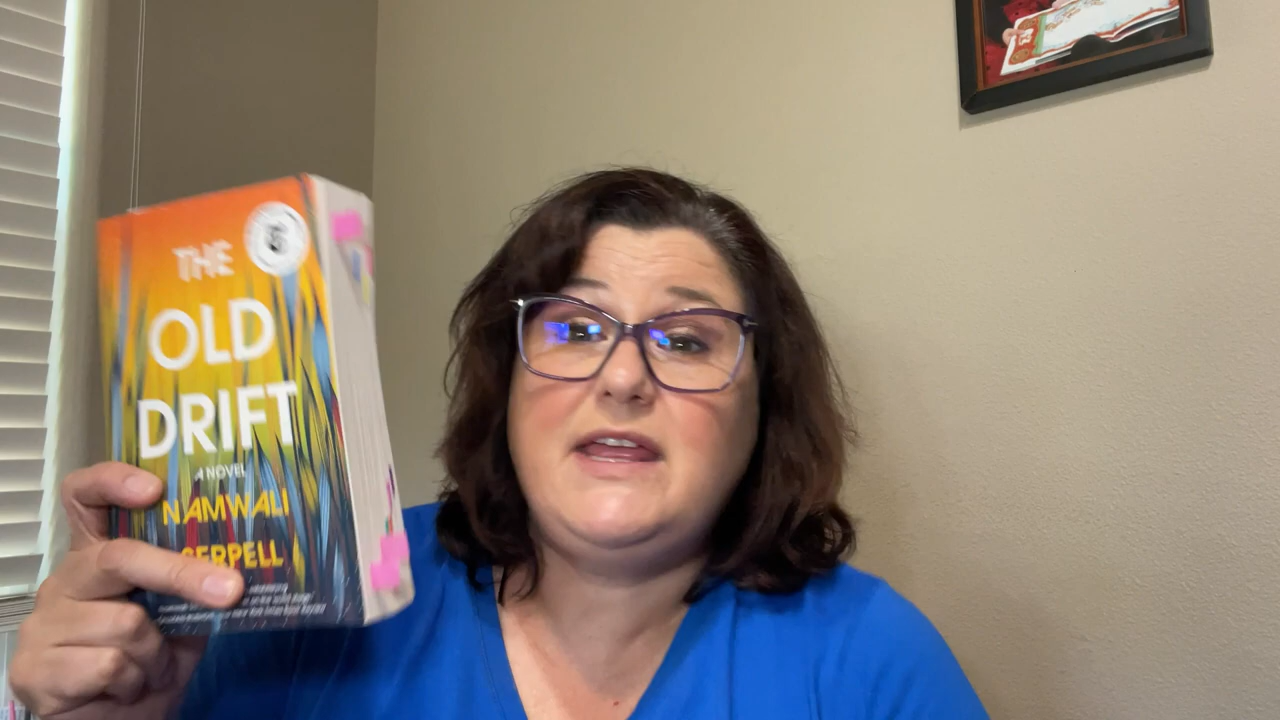 THE
OLD
DRIFT
A NOVEL
NAMWALI
SERPELL